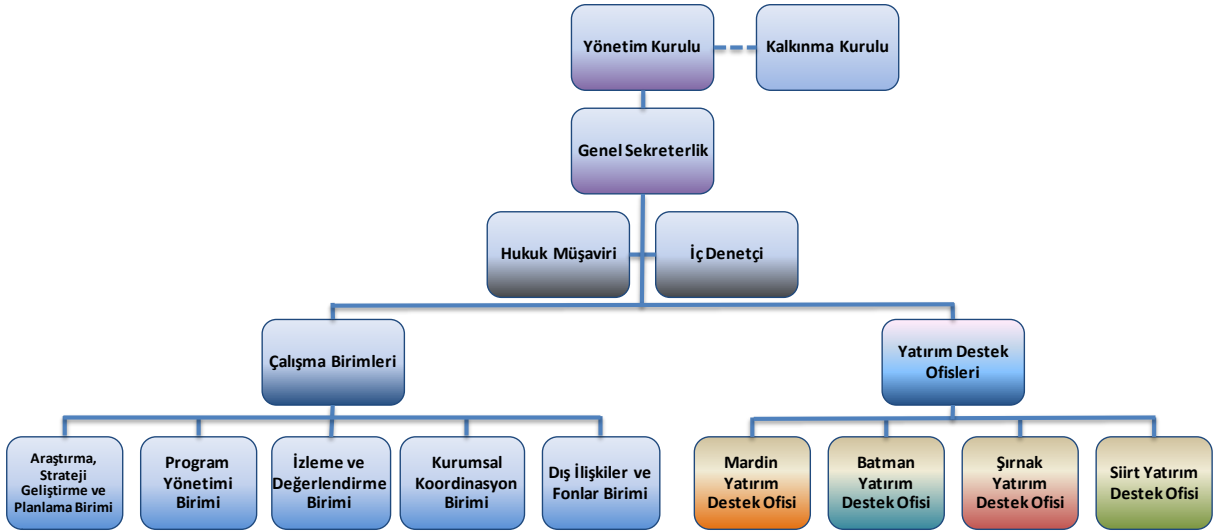 Yönetim Kurulu
Kalkınma Kurulu
Genel Sekreterlik
Hukuk Müşaviri
İç Denetçi
Çalışma Birimleri
Yatırım Destek
Ofisleri
Araştırma,
Strateji
Geliştirme ve
Planlama Birimi
Program
Yönetimi
Birimi
İzleme ve
Değerlendirme
Birimi
Kurumsal
Koordinasyon
Birimi
Dış İlişkiler ve
Fonlar Birimi
Mardin
Yatırım
Destek Ofisi
Batman
Yatırım
Destek Ofisi
Şırnak
Yatırım
Destek Ofisi
Siirt Yatırım
Destek Ofisi